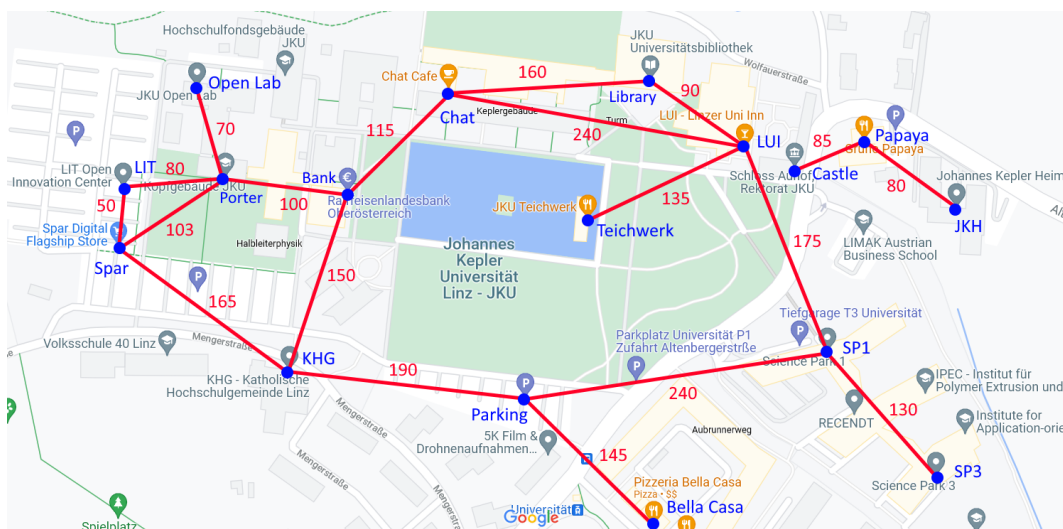 Hochschulfondsgebäude
JKU
JKU
Universitätsbibliothek
Wolfauerstraße
Chat Cafe
160
Open Lab
JKU Open Lab
Library
90
Keplergebäude
Chat
Turm
LUI - Linzer Uni Inn
70
115
240
LUI
85
Papaya
LIT Open
Innovation Center
LIT
80
Kopfgebäude JKU
Porter
Bank
Raiffeisenlandesbank
Oberösterreich
Schloss Auhof
Rektorat JKU
Castle
80
Johannes Kepler Heim
JKH
50
100
135
JKU Teichwerk
Teichwerk
Spar Digital
Flagship Store
103
Spar
Halbleiterphysik
Johannes
Kepler
Universität
Linz - JKU
175
LIMAK Austrian
Business School
150
165
Tiefgarage T3 Universität
Mengerstraße
Volksschule 40 Linz
KHG
Parkplatz Universität P1
Zufahrt Altenbergerstrße
SP1
Science Park 1
KHG - Katholische
Hochschulgemeinde Linz
190
IPEC - Institut für
Polymer Extrusion und
240
Parking
130
Mengerstraße
Mengerstraße
5K Film &
Drohnenaufnahmen...
Aubrunnerweg
RECENDT
Institute for
Application-orie
145
SP3
Science Park 3
Pizzeria Bella Casa
Pizza • $$
Bella Casa
Universität
Google
Spielplatz
P
P
P
P
P
P